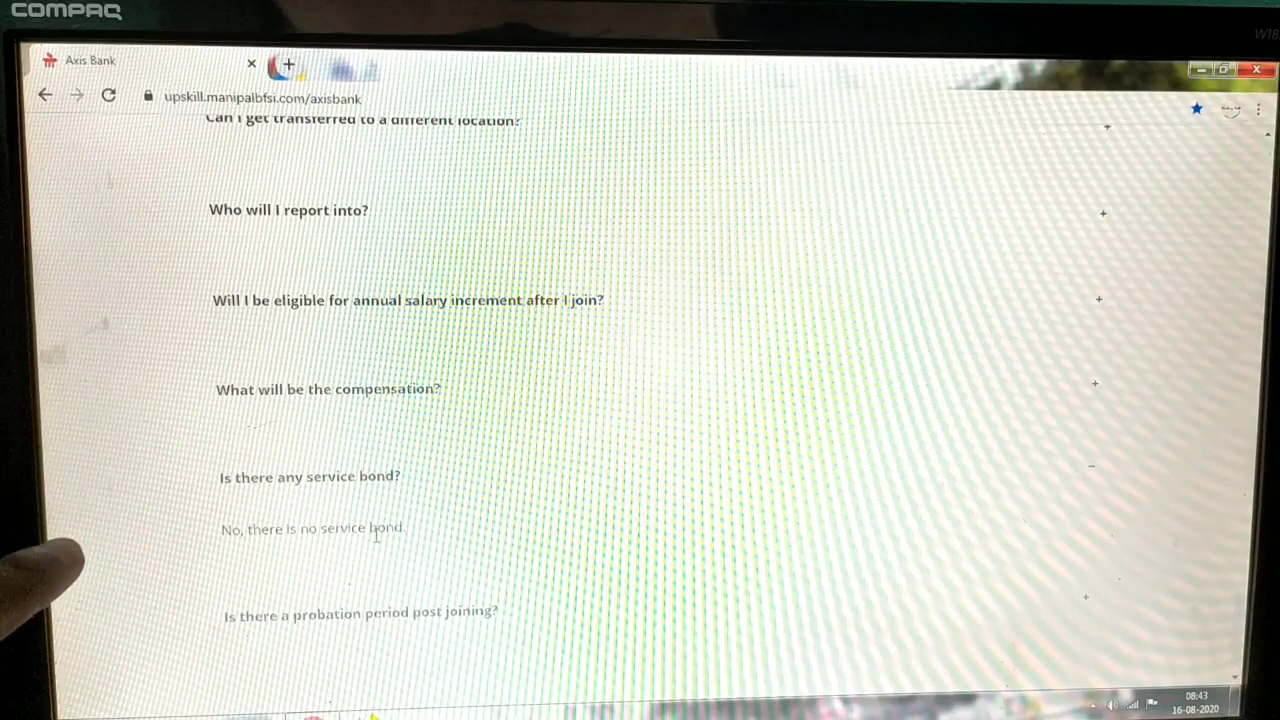 COMPAQ
W18
Axis Bank
upskill.manipalbfsi.com/axisbank
Can I get transferred to a different location?
Who will I report into?
Will I be eligible for annual salary increment after I join?
What will be the compensation?
Is there any service bond?
No, there is no service bond.
Is there a probation period post joining?
08:43
16-08-2020